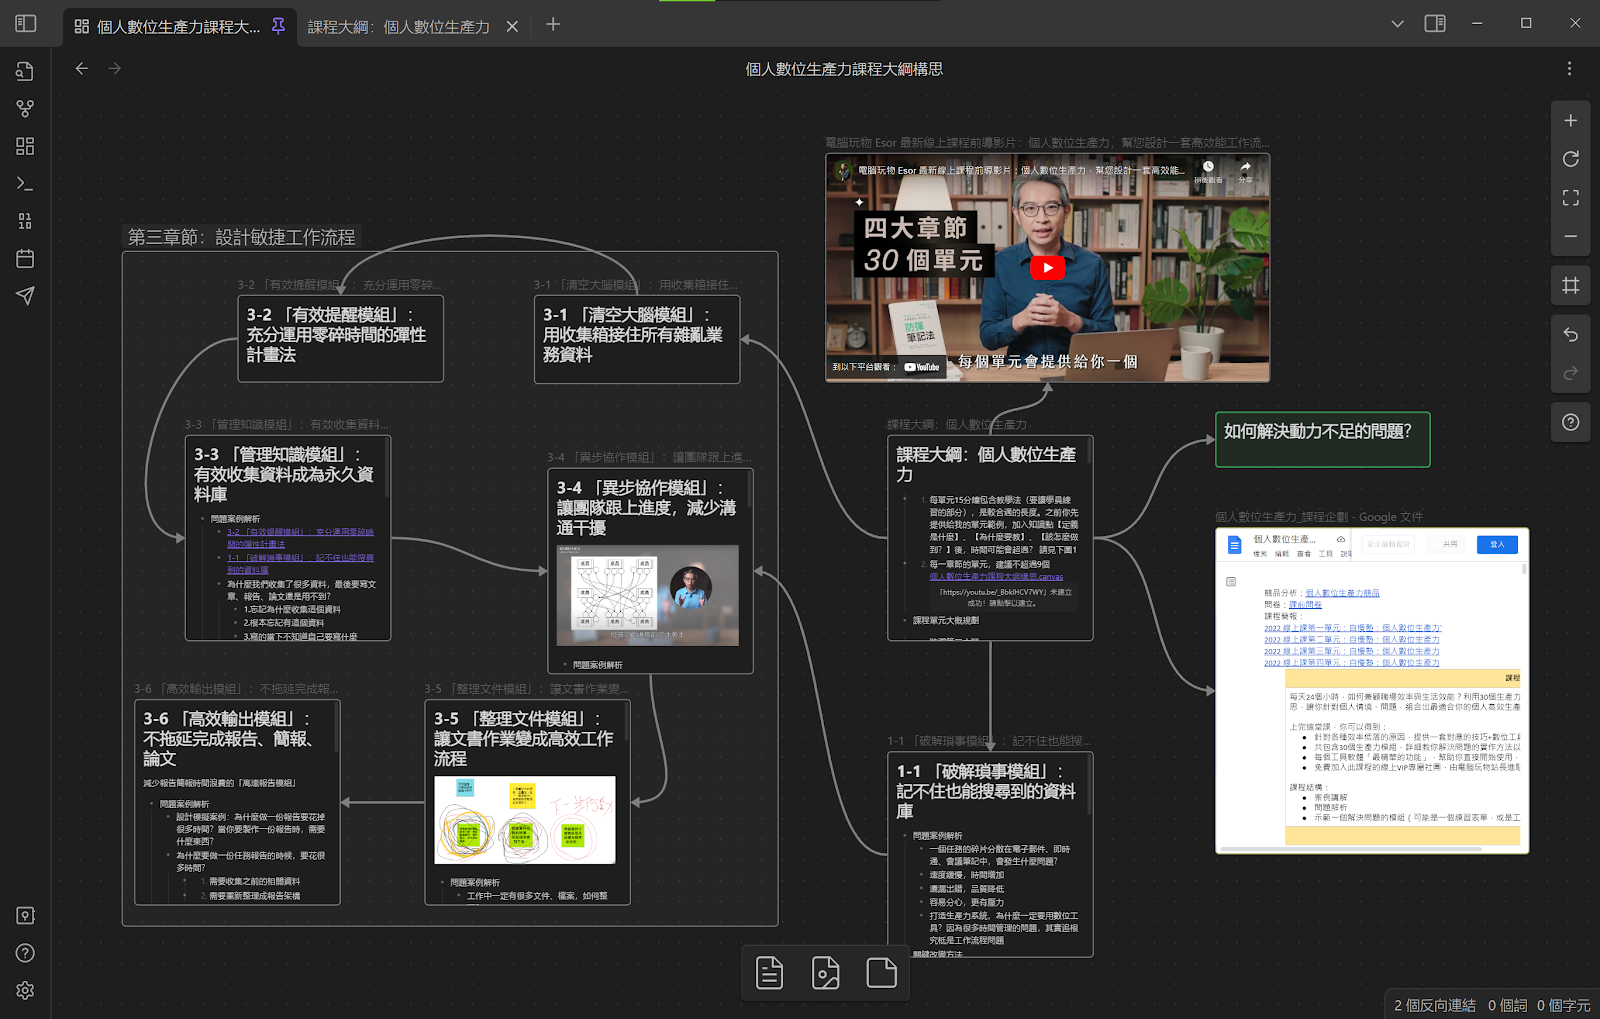 個人數位生產力課程大...
課程大綱：個人數位生產力
個人數位生產力課程大綱構思
電腦玩物 Esor 最新線上課程前導影片：個人數位生產力，幫您設計一套高效能工作流...
電腦玩物 Esor 最新線上課程前導影片：個人數位生產力，幫您設計一套高效能...
稍後觀看
分享
四大章節
30 個單元
防彈
筆記法
每個單元會提供給你一個
到以下平台觀看：
YouTube
第三章節：設計敏捷工作流程
3-2 「有效提醒模組」：充分運用零碎...
3-2 「有效提醒模組」：
充分運用零碎時間的彈性
計畫法
3-1 「清空大腦模組」：用收集箱接住...
3-1 「清空大腦模組」：
用收集箱接住所有雜亂業
務資料
3-3 「管理知識模組」：有效收集資料...
3-3 「管理知識模組」：
有效收集資料成為永久資
料庫
問題案例解析
3-2 「有效提醒模組」：充分運用零碎時
間的彈性計畫法
1-1 「破解瑣事模組」：記不住也能搜尋
到的資料庫
為什麼我們收集了很多資料，最後要寫文
章、報告、論文還是用不到？
1.忘記為什麼收集這個資料
2.根本忘記有這個資料
3.寫的當下不知道自己要寫什麼
3-4 「異步協作模組」：讓團隊跟上進...
3-4 「異步協作模組」：
讓團隊跟上進度，減少溝
通干擾
成員
成員
成員
成員
成員
成員
成員
成員
問題案例解析
3-6 「高效輸出模組」：不拖延完成報...
3-6 「高效輸出模組」：
不拖延完成報告、簡報、
論文
減少報告簡報時間浪費的「高速報告模組」
問題案例解析
設計模擬案例：為什麼做一份報告要花掉
很多時間？當你要製作一份報告時，需要
什麼東西？
為什麼要做一份任務報告的時候，要花很
多時間？
1. 需要收集之前的相關資料
2. 需要重新整理成報告架構
3-5 「整理文件模組」：讓文書作業變...
3-5 「整理文件模組」：
讓文書作業變成高效工作
流程
下一步行動
問題案例解析
工作中一定有很多文件、檔案，如何整
課程大綱：個人數位生產力
課程大綱：個人數位生產
力
1. 每單元15分鐘包含教學法（要讓學員練
習的部分），是較合適的長度。之前你先
提供給我的單元範例，加入知識點【定義
是什麼】、【為什麼要教】、【該怎麼做
到？】後，時間可能會超過？請見下圖1
2. 每一章節的單元，建議不超過9個
個人數位生產力課程大綱構思.canvas
「https://youtu.be/_BbklHCV7WY」未建立
成功！請點擊以建立。
課程單元大概規劃
如何解決動力不足的問題？
個人數位生產力_課程企劃 - Google 文件
個人數位生產...
檔案 編輯 查看 工具 說明
共用
登入
競品分析：個人數位生產力競品
問卷：課前問卷
課程簡報：
2022 線上課第一單元：白樓塾：個人數位生產力
2022 線上課第二單元：白樓塾：個人數位生產力
2022 線上課第三單元：白樓塾：個人數位生產力
2022 線上課第四單元：白樓塾：個人數位生產力
課程
每天24個小時，如何兼顧職場效率與生活效能？利用30個生產力
思，讓你針對個人情境、問題，組合出最適合你的個人高效生產
上完這堂課，你可以得到：
針對各種效率低落的原因，提供一套對應的技巧+數位工具
共包含30個生產力模組，詳細教你解決問題的實作方法以
每個工具軟體「最精華的功能」，幫助你直接開始使用，
免費加入此課程的線上VIP專屬社團，由電腦玩物站長進駐
課程結構：
案例講解
問題解析
示範一個解決問題的模組（可能是一個練習表單，或是工
1-1 「破解瑣事模組」：記不住也能搜...
1-1 「破解瑣事模組」：
記不住也能搜尋到的資料
庫
問題案例解析
一個任務的碎片分散在電子郵件、即時
通、會議筆記中，會發生什麼問題？
速度緩慢，時間增加
遺漏出錯，品質降低
容易分心，更有壓力
打造生產力系統，為什麼一定要用數位工
具？因為很多時間管理的問題，其實追根
究柢是工作流程問題
關鍵改變方法
2 個反向連結 0 個詞 0 個字元